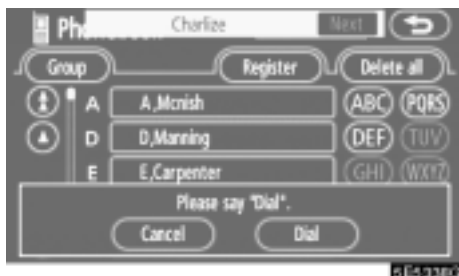 Charlize Next
Group Register Delete all
A A,Mcnish ABC PQRS
D D,Manning DEF TUV
E E,Carpenter GHI WXYZ
Please say "Dial".
Cancel Dial